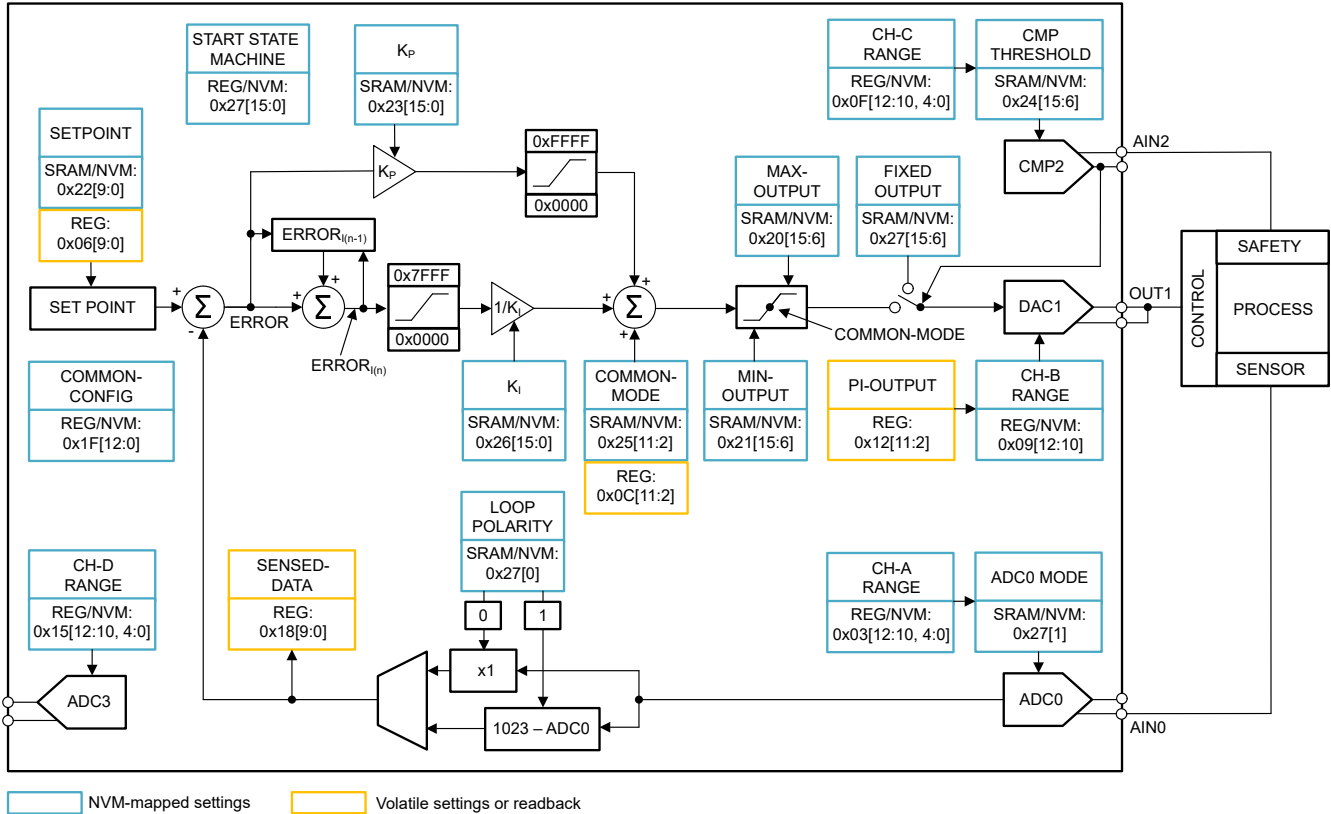 START STATE
MACHINE
REG/NVM:
0x27[15:0]
KP
SRAM/NVM:
0x23[15:0]
CH-C
RANGE
REG/NVM:
0x0F[12:10, 4:0]
CMP
THRESHOLD
SRAM/NVM:
0x24[15:6]
SETPOINT
SRAM/NVM:
0x22[9:0]
REG:
0x06[9:0]
SET POINT
+
-
Σ
ERROR
KP
0xFFFF
0x0000
ERRORI(n-1)
+
+
+
Σ
ERRORI(n)
0x7FFF
0x0000
1/KI
+
+
+
Σ
MAX-
OUTPUT
SRAM/NVM:
0x20[15:6]
FIXED
OUTPUT
SRAM/NVM:
0x27[15:6]
CMP2
AIN2
COMMON-MODE
DAC1
OUT1
CONTROL
SAFETY
PROCESS
SENSOR
COMMON-
CONFIG
REG/NVM:
0x1F[12:0]
KI
SRAM/NVM:
0x26[15:0]
COMMON-
MODE
SRAM/NVM:
0x25[11:2]
REG:
0x0C[11:2]
MIN-
OUTPUT
SRAM/NVM:
0x21[15:6]
PI-OUTPUT
REG:
0x12[11:2]
CH-B
RANGE
REG/NVM:
0x09[12:10]
CH-D
RANGE
REG/NVM:
0x15[12:10, 4:0]
ADC3
SENSED-
DATA
REG:
0x18[9:0]
LOOP
POLARITY
SRAM/NVM:
0x27[0]
0
1
x1
1023 – ADC0
CH-A
RANGE
REG/NVM:
0x03[12:10, 4:0]
ADC0 MODE
SRAM/NVM:
0x27[1]
ADC0
AIN0
NVM-mapped settings
Volatile settings or readback